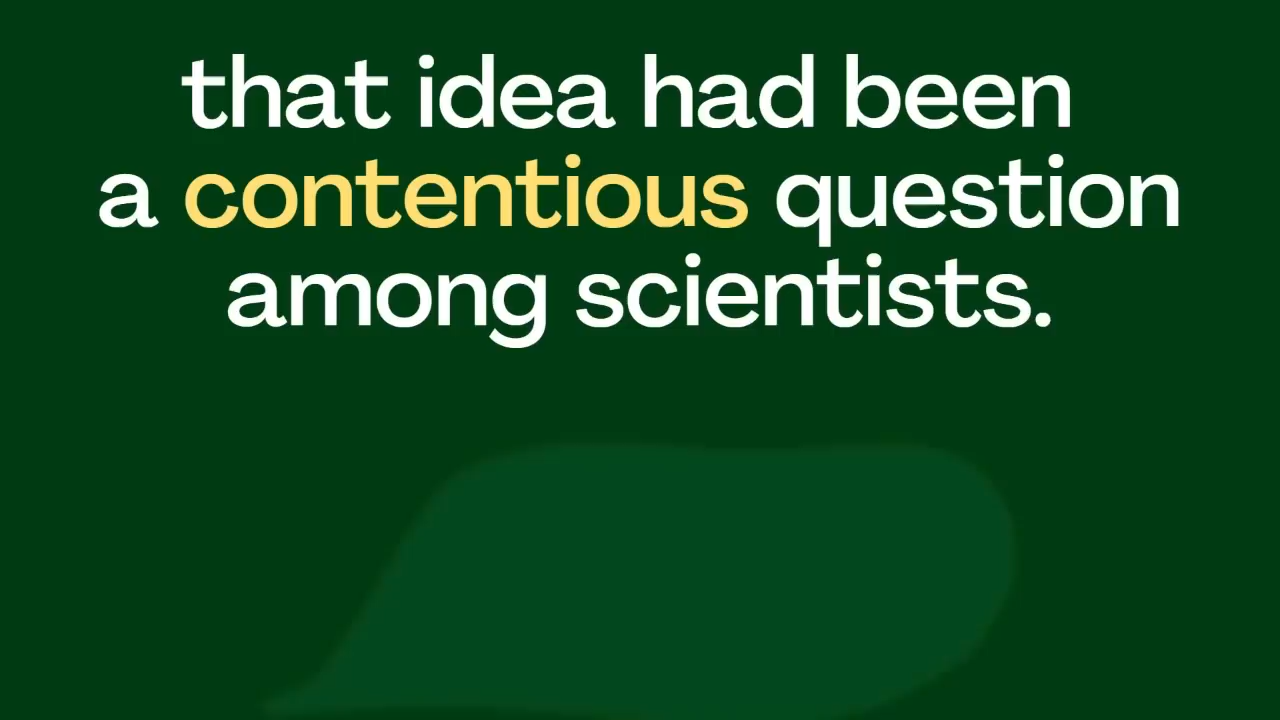 that idea had been
a contentious question
among scientists.